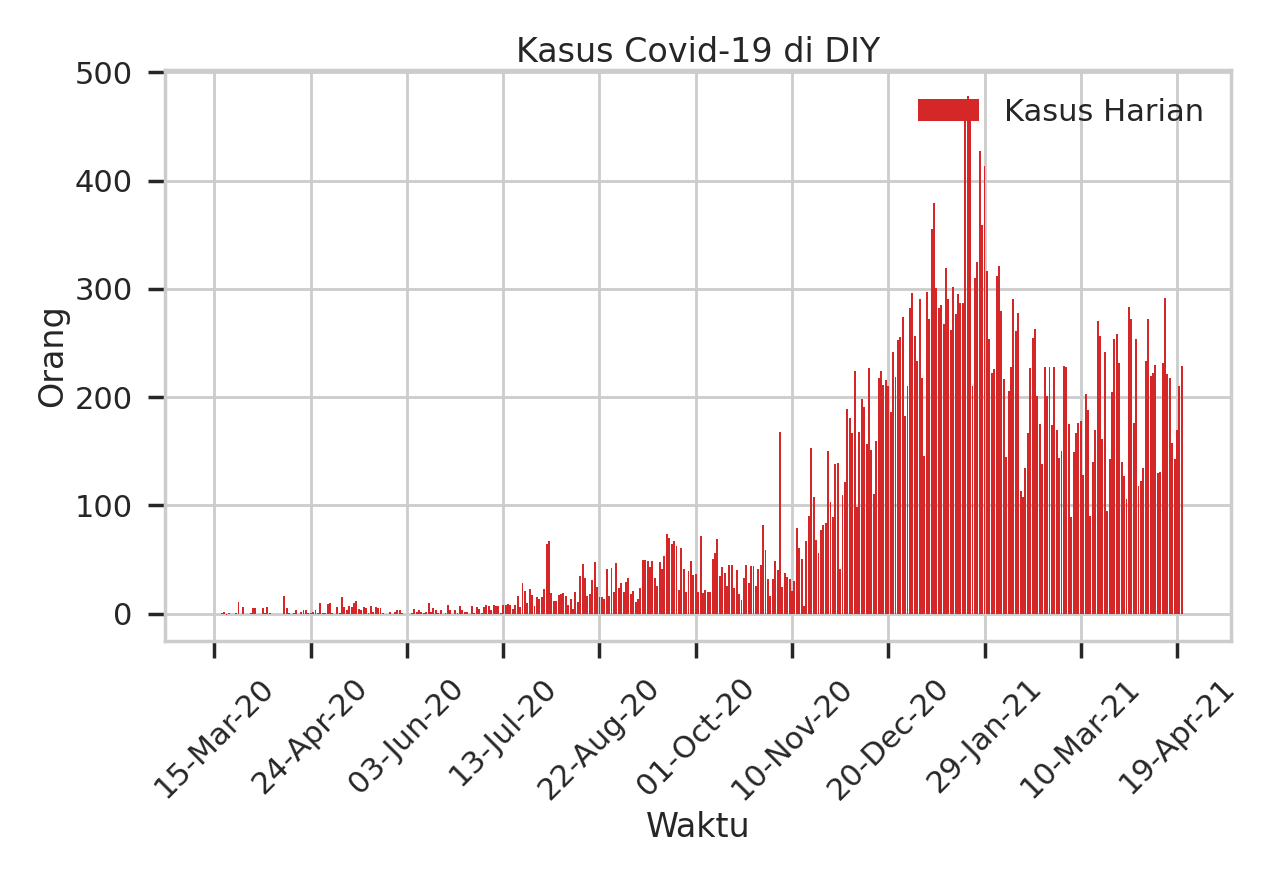 Kasus Covid-19 di DIY
500
400
300
200
100
0
Orang
Kasus Harian
15-Mar-20
24-Apr-20
03-Jun-20
13-Jul-20
22-Aug-20
01-Oct-20
10-Nov-20
20-Dec-20
29-Jan-21
10-Mar-21
19-Apr-21
Waktu